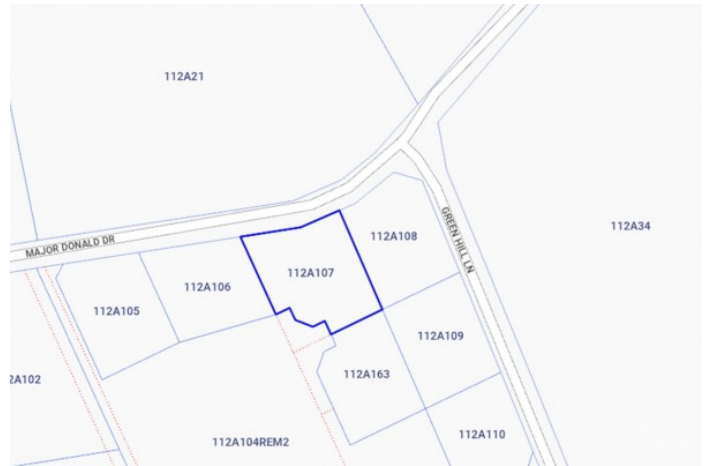 112A21
112A34
GREEN HILL LN
112A108
MAJOR DONALD DR
112A107
112A106
112A105
112A109
112A163
2A102
112A110
112A104REM2